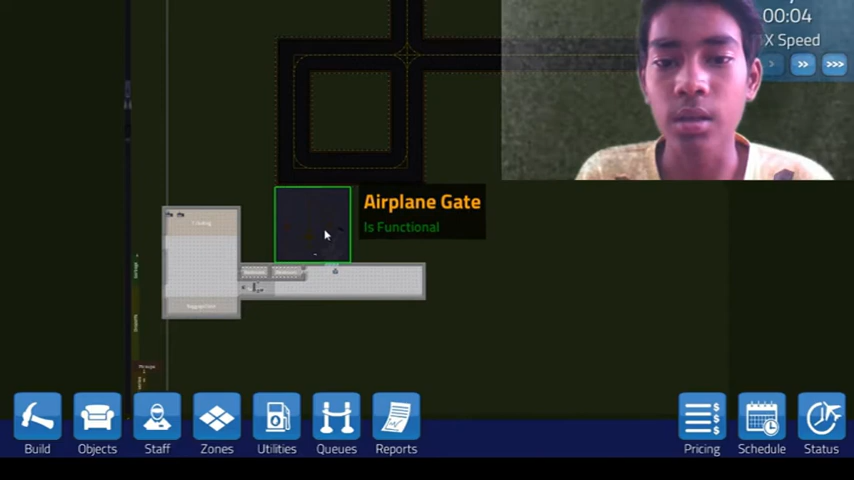 00:04
X Speed
Airplane Gate
Is Functional
Build
Objects
Staff
Zones
Utilities
Queues
Reports
Pricing
Schedule
Status